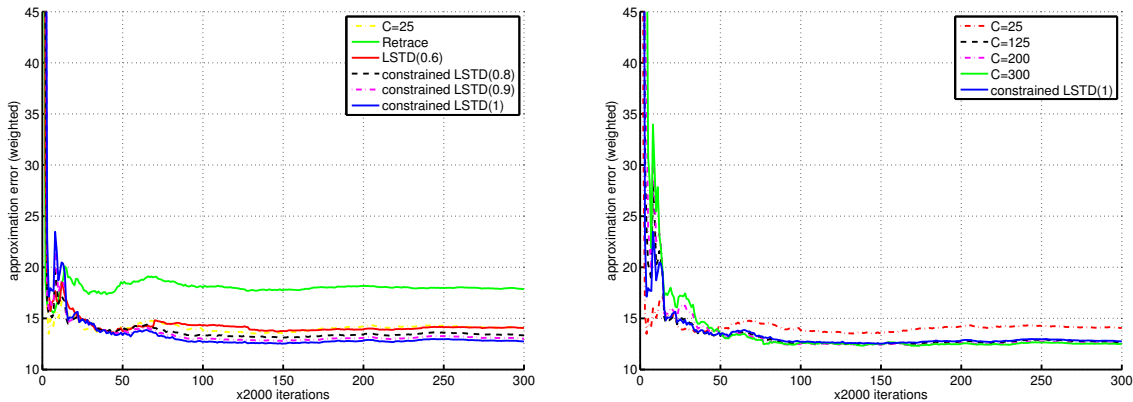 45
40
35
30
25
20
15
10
approximation error (weighted)
0
50
100
150
200
250
300
x2000 iterations
C=25
Retrace
LSTD(0.6)
constrained LSTD(0.8)
constrained LSTD(0.9)
constrained LSTD(1)
45
40
35
30
25
20
15
10
approximation error (weighted)
0
50
100
150
200
250
300
x2000 iterations
C=25
C=125
C=200
C=300
constrained LSTD(1)